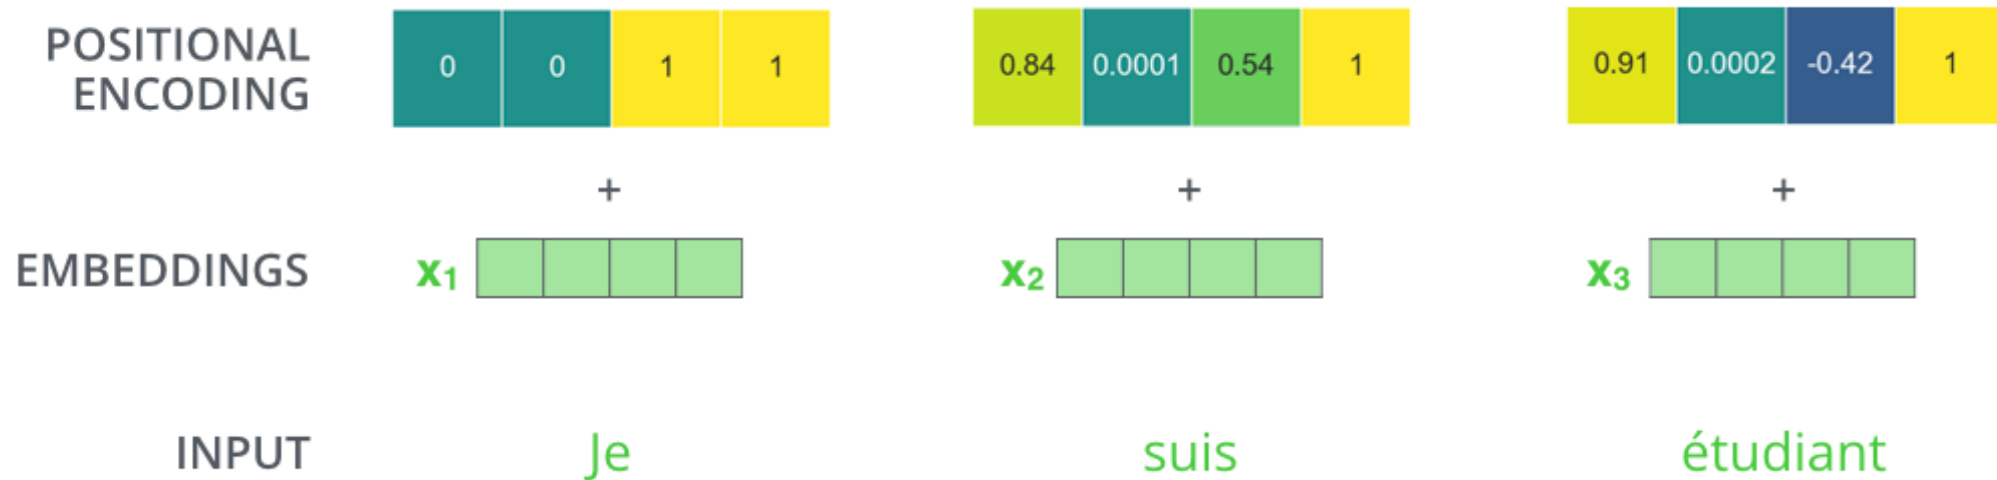 POSITIONAL
ENCODING
0 0 1 1
0.84 0.0001 0.54 1
0.91 0.0002 -0.42 1
+ + +
EMBEDDINGS x1 x2 x3
INPUT Je suis étudiant